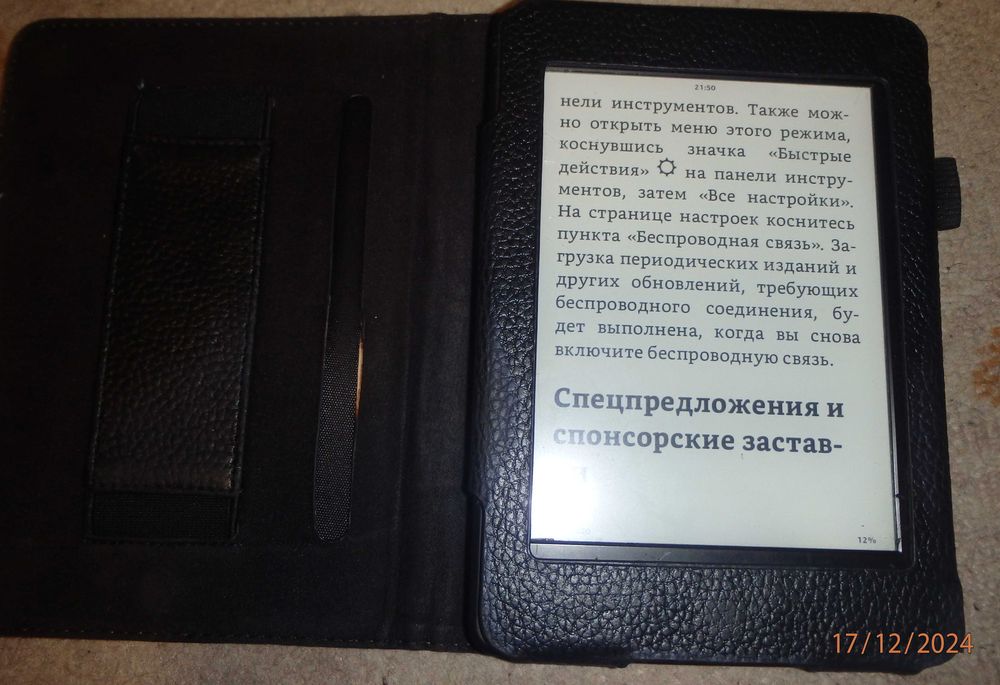 21:50
нели инструментов. Также мож-
но открыть меню этого режима,
коснувшись значка «Быстрые
действия» на панели инстру-
ментов, затем «Все настройки».
На странице настроек коснитесь
пункта «Беспроводная связь». За-
грузка периодических изданий и
других обновлений, требующих
беспроводного соединения, бу-
дет выполнена, когда вы снова
включите беспроводную связь.
Спецпредложения и
спонсорские застав-
12%
17/12/2024